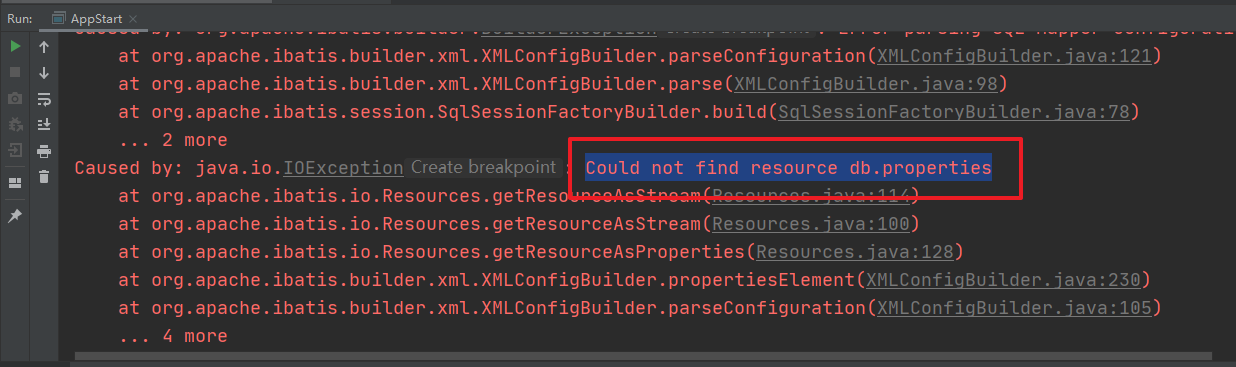 Run: AppStart
Caused by: org.apache.ibatis.builder.BuilderException Create breakpoint : Error parsing SQL Mapper Configuratio
at org.apache.ibatis.builder.xml.XMLConfigBuilder.parseConfiguration(XMLConfigBuilder.java:121)
at org.apache.ibatis.builder.xml.XMLConfigBuilder.parse(XMLConfigBuilder.java:98)
at org.apache.ibatis.session.SqlSessionFactoryBuilder.build(SqlSessionFactoryBuilder.java:78)
... 2 more
Caused by: java.io.IOException Create breakpoint : Could not find resource db.properties
at org.apache.ibatis.io.Resources.getResourceAsStream(Resources.java:114)
at org.apache.ibatis.io.Resources.getResourceAsStream(Resources.java:100)
at org.apache.ibatis.io.Resources.getResourceAsProperties(Resources.java:128)
at org.apache.ibatis.builder.xml.XMLConfigBuilder.propertiesElement(XMLConfigBuilder.java:230)
at org.apache.ibatis.builder.xml.XMLConfigBuilder.parseConfiguration(XMLConfigBuilder.java:105)
... 4 more